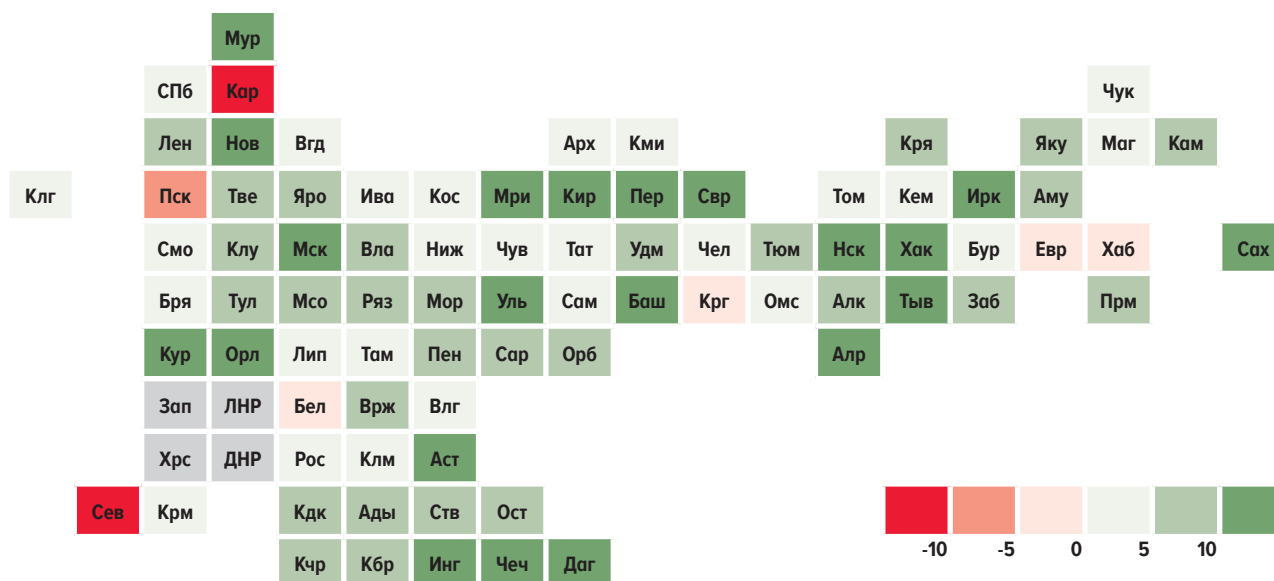 Мур
СПб Кар Чук
Лен Нов Вгд Арх Кми Кря Яку Маг Кам
Клг Пск Тве Яро Ива Кос Мри Кир Пер Свр Том Кем Ирк Аму
Смо Клу Мск Вла Ниж Чув Тат Удм Чел Тюм Нск Хак Бур Евр Хаб Сах
Бря Тул Мсо Ряз Мор Уль Сам Баш Крг Омс Алк Тыв Заб Прм
Кур Орл Лип Там Пен Сар Орб Алр
Зап ЛНР Бел Врж Влг
Хрс ДНР Рос Клм Аст
Сев Крм Кдк Ады Ств Ост
-10 -5 0 5 10
Кчр Кбр Инг Чеч Даг